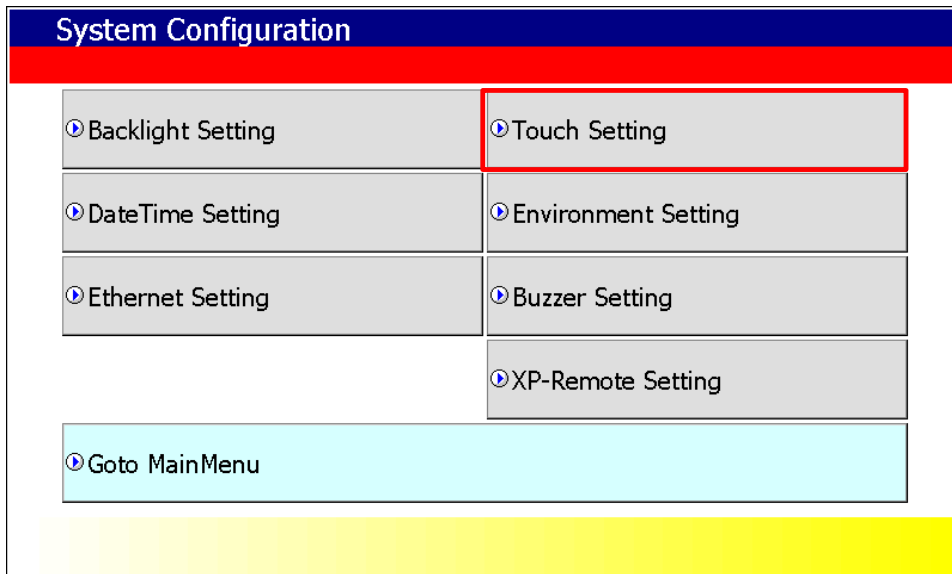 System Configuration
Backlight Setting
Touch Setting
DateTime Setting
Environment Setting
Ethernet Setting
Buzzer Setting
XP-Remote Setting
Goto MainMenu